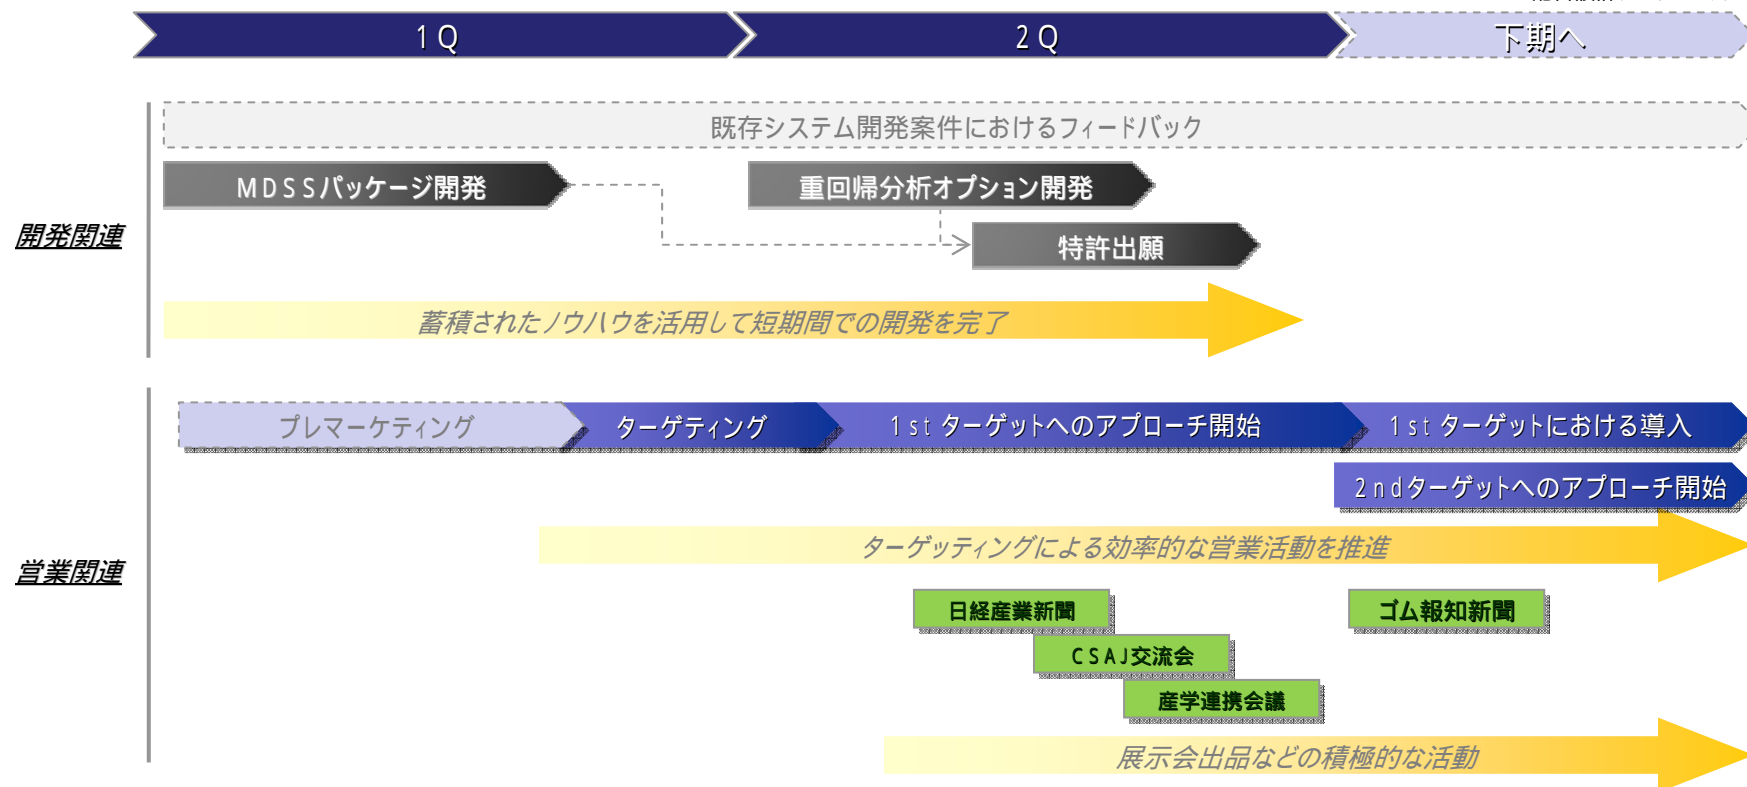 1Q
2Q
下期へ
既存システム開発案件におけるフィードバック
MDSSパッケージ開発
重回帰分析オプション開発
開発関連
特許出願
蓄積されたノウハウを活用して短期間での開発を完了
プレマーケティング
ターゲティング
1st ターゲットへのアプローチ開始
1st ターゲットにおける導入
2ndターゲットへのアプローチ開始
ターゲッティングによる効率的な営業活動を推進
営業関連
日経産業新聞
ゴム報知新聞
CSAJ交流会
産学連携会議
展示会出品などの積極的な活動